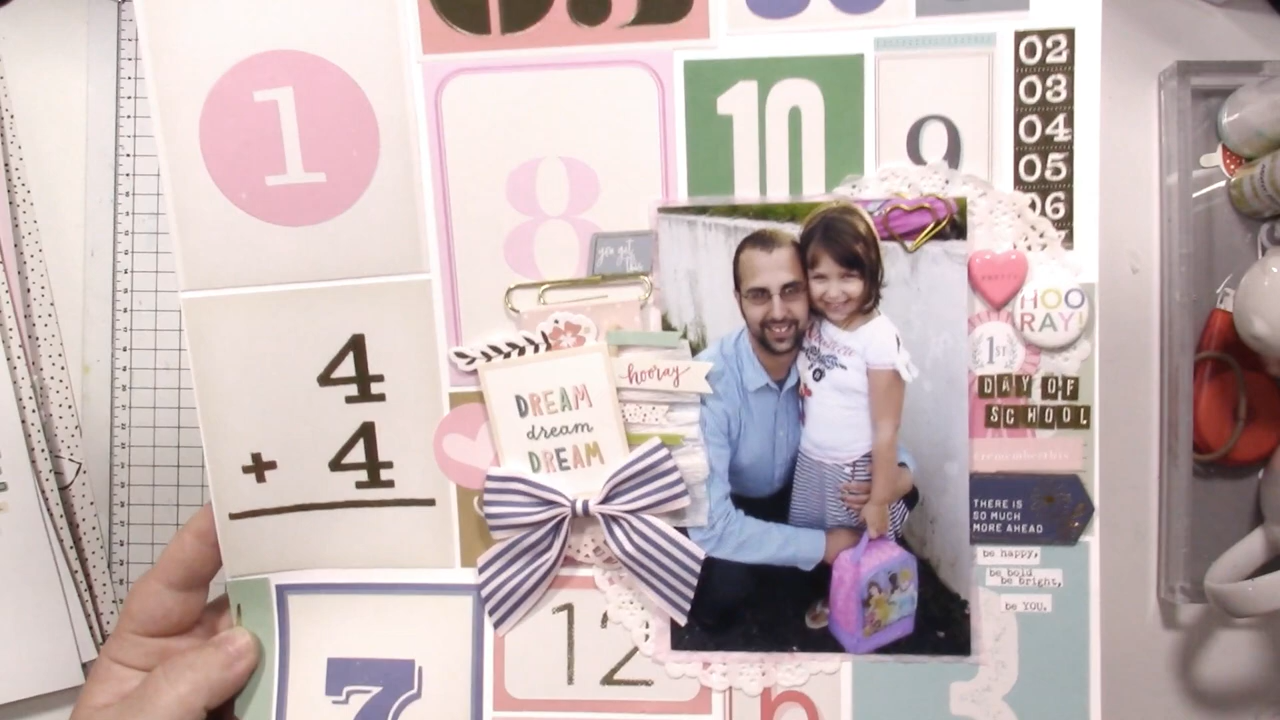 1
8
10
9
02
03
04
05
06
you got
this
4
+ 4
hooray
DREAM
dream
DREAM
HOO
RAY!
1ST
DAY OF
SCHOOL
#rememberthis
THERE IS
SO MUCH
MORE AHEAD
be happy,
be bold
be bright,
be YOU.
12
7
3